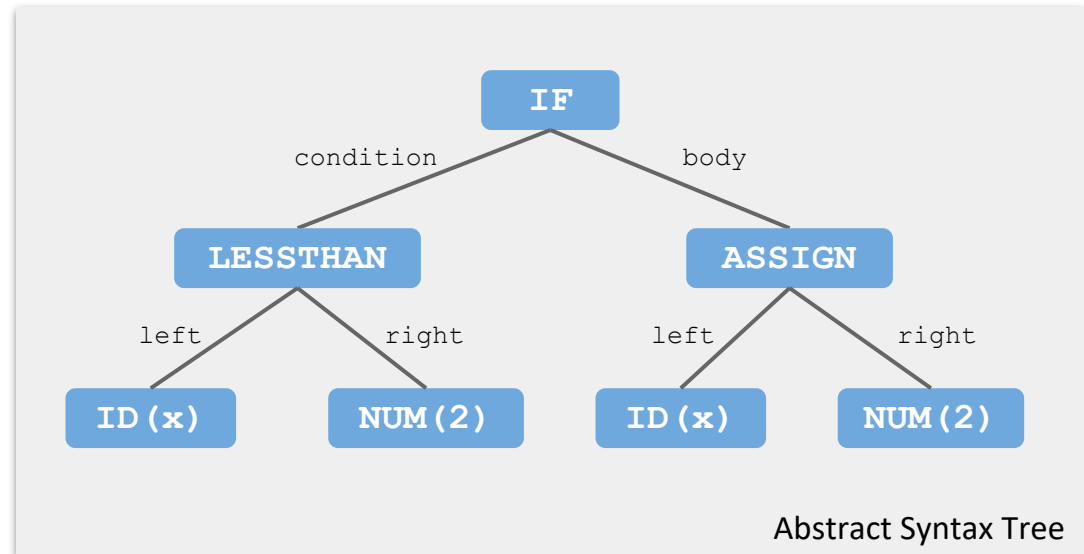 IF
condition
body
LESSTHAN
ASSIGN
left
right
left
right
ID(x)
NUM(2)
ID(x)
NUM(2)
Abstract Syntax Tree